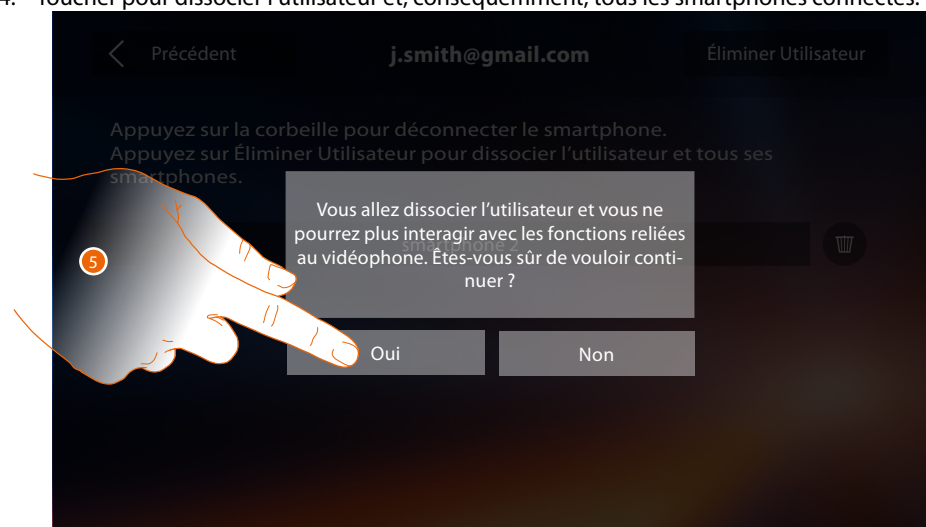 4. Toucher pour dissocier l'utilisateur et, conséquemment, tous les smartphones connectés.
Précédent
j.smith@gmail.com
Éliminer Utilisateur
Appuyez sur la corbeille pour déconnecter le smartphone.
Appuyez sur Éliminer Utilisateur pour dissocier l'utilisateur et tous ses
smartphones.
smartphone 2
Vous allez dissocier l'utilisateur et vous ne
pourrez plus interagir avec les fonctions reliées
au vidéophone. Êtes-vous sûr de vouloir conti-
nuer ?
5
Oui
Non